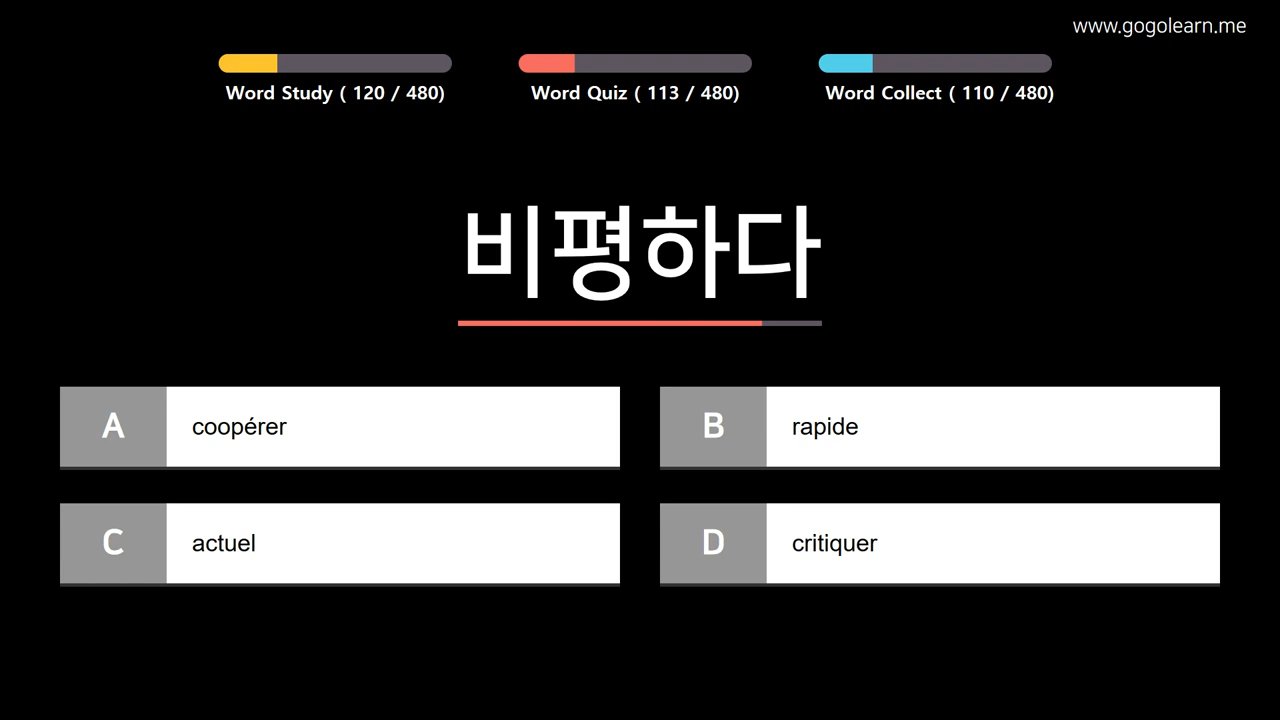 www.gogolearn.me
Word Study ( 120 / 480)
Word Quiz ( 113 / 480)
Word Collect ( 110 / 480)
비평하다
A coopérer
B rapide
C actuel
D critiquer